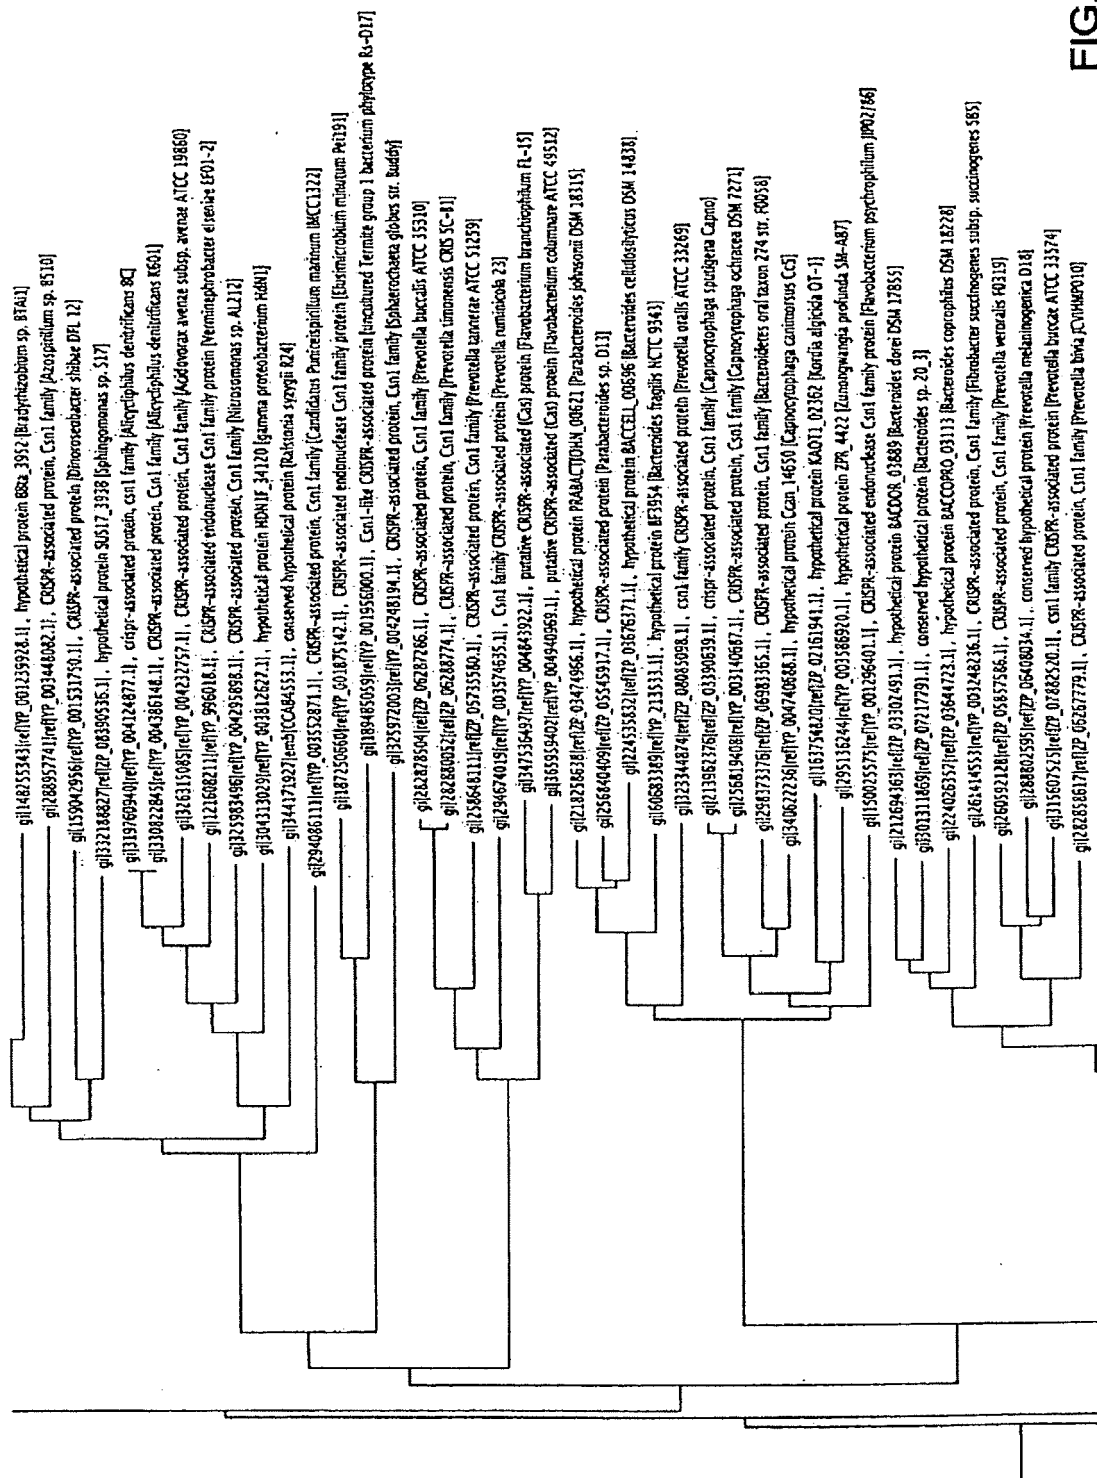 gi|148255343|ref|YP_001239928.1|, hypothetical protein BBta_3952 [Bradyrhizobium sp. BTAi1]
gi|288957741|ref|YP_003448082.1|, CRISPR-associated protein, Csn1 family [Azospirillum sp. B510]
gi|159042956|ref|YP_001531750.1|, CRISPR-associated protein [Dinoroseobacter shibae DFL 12]
gi|332188827|ref|ZP_08390536.1|, hypothetical protein SUS17_3938 [Sphingomonas sp. S17]
gi|319760940|ref|YP_004124877.1|, crispr-associated protein, csn1 family [Alicycliphilus denitrificans BC]
gi|330822845|ref|YP_004386148.1|, CRISPR-associated protein, Csn1 family [Alicycliphilus denitrificans K601]
gi|326315085|ref|YP_004232757.1|, CRISPR-associated protein, Csn1 family [Acidovorax avenae subsp. avenae ATCC 19860]
gi|121608211|ref|YP_996018.1|, CRISPR-associated endonuclease Csn1 family protein [Verminephrobacter eiseniae EF01-2]
gi|325983496|ref|YP_004295898.1|, CRISPR-associated protein, Csn1 family [Nitrosomonas sp. AL212]
gi|304313029|ref|YP_003812627.1|, hypothetical protein HDN1F_34120 [gamma proteobacterium HdN1]
gi|344171927|emb|CCA84553.1|, conserved hypothetical protein [Ralstonia syzygii R24]
gi|294086111|ref|YP_003552871.1|, CRISPR-associated protein, Csn1 family [Candidatus Puniceispirillum marinum IMCC1322]
gi|187250660|ref|YP_001875142.1|, CRISPR-associated endonuclease Csn1 family protein [Elusimicrobium minutum Pei191]
gi|189485059|ref|YP_001956000.1|, Csn1-like CRISPR-associated protein [uncultured Termite group 1 bacterium phylotype Rs-D17]
gi|325972003|ref|YP_004248194.1|, CRISPR-associated protein, Csn1 family [Sphaerochaeta globus str. Buddy]
gi|282878504|ref|ZP_06287286.1|, CRISPR-associated protein, Csn1 family [Prevotella buccalis ATCC 35310]
gi|282880052|ref|ZP_06288774.1|, CRISPR-associated protein, Csn1 family [Prevotella timonensis CRIS 5C-B1]
gi|258648111|ref|ZP_05735580.1|, CRISPR-associated protein, Csn1 family [Prevotella tannerae ATCC 51259]
gi|294674019|ref|YP_003574635.1|, Csn1 family CRISPR-associated protein [Prevotella ruminicola 23]
gi|347536497|ref|YP_004843922.1|, putative CRISPR-associated (Cas) protein [Flavobacterium branchiophilum FL-15]
gi|365959402|ref|YP_004940969.1|, putative CRISPR-associated (Cas) protein [Flavobacterium columnare ATCC 49512]
gi|218258638|ref|ZP_03474966.1|, hypothetical protein PRABACTJOHN_00621 [Parabacteroides johnsonii DSM 18315]
gi|256840409|ref|ZP_05545917.1|, CRISPR-associated protein [Parabacteroides sp. D13]
gi|224535832|ref|ZP_03676371.1|, hypothetical protein BACCELL_00696 [Bacteroides cellulosilyticus DSM 14838]
gi|60683389|ref|YP_213533.1|, hypothetical protein BF3954 [Bacteroides fragilis NCTC 9343]
gi|323344874|ref|ZP_08085098.1|, csn1 family CRISPR-associated protein [Prevotella oralis ATCC 33269]
gi|213962376|ref|ZP_03390639.1|, crispr-associated protein, Csn1 family [Capnocytophaga sputigena Capno]
gi|256819408|ref|YP_003140687.1|, CRISPR-associated protein, Csn1 family [Capnocytophaga ochracea DSM 7271]
gi|298373376|ref|ZP_06983365.1|, CRISPR-associated protein, Csn1 family [Bacteroidetes oral taxon 274 str. F0058]
gi|340622236|ref|YP_004740688.1|, hypothetical protein Ccan_14650 [Capnocytophaga canimorsus Cc5]
gi|163754820|ref|ZP_02161941.1|, hypothetical protein KAOT1_02362 [Kordia algicida OT-1]
gi|295136244|ref|YP_003586920.1|, hypothetical protein ZPR_4422 [Zunongwangia profunda SM-A87]
gi|150025575|ref|YP_001296401.1|, CRISPR-associated endonuclease Csn1 family protein [Flavobacterium psychrophilum JIP02/86]
gi|212694363|ref|ZP_03302491.1|, hypothetical protein BACDOR_03889 [Bacteroides dorei DSM 17855]
gi|301311869|ref|ZP_07217791.1|, conserved hypothetical protein [Bacteroides sp. 20_3]
gi|224026357|ref|ZP_03644723.1|, hypothetical protein BACCOPRO_03113 [Bacteroides coprophilus DSM 18228]
gi|261414553|ref|YP_003248236.1|, CRISPR-associated protein, Csn1 family [Fibrobacter succinogenes subsp. succinogenes S85]
gi|260592128|ref|ZP_05857586.1|, CRISPR-associated protein, Csn1 family [Prevotella veroralis F0319]
gi|288802595|ref|ZP_06408034.1|, conserved hypothetical protein [Prevotella melaninogenica D18]
gi|315607525|ref|ZP_07882520.1|, csn1 family CRISPR-associated protein [Prevotella buccae ATCC 33574]
gi|282858617|ref|ZP_06267779.1|, CRISPR-associated protein, Csn1 family [Prevotella bivia JCVIHMP010]
FIG.